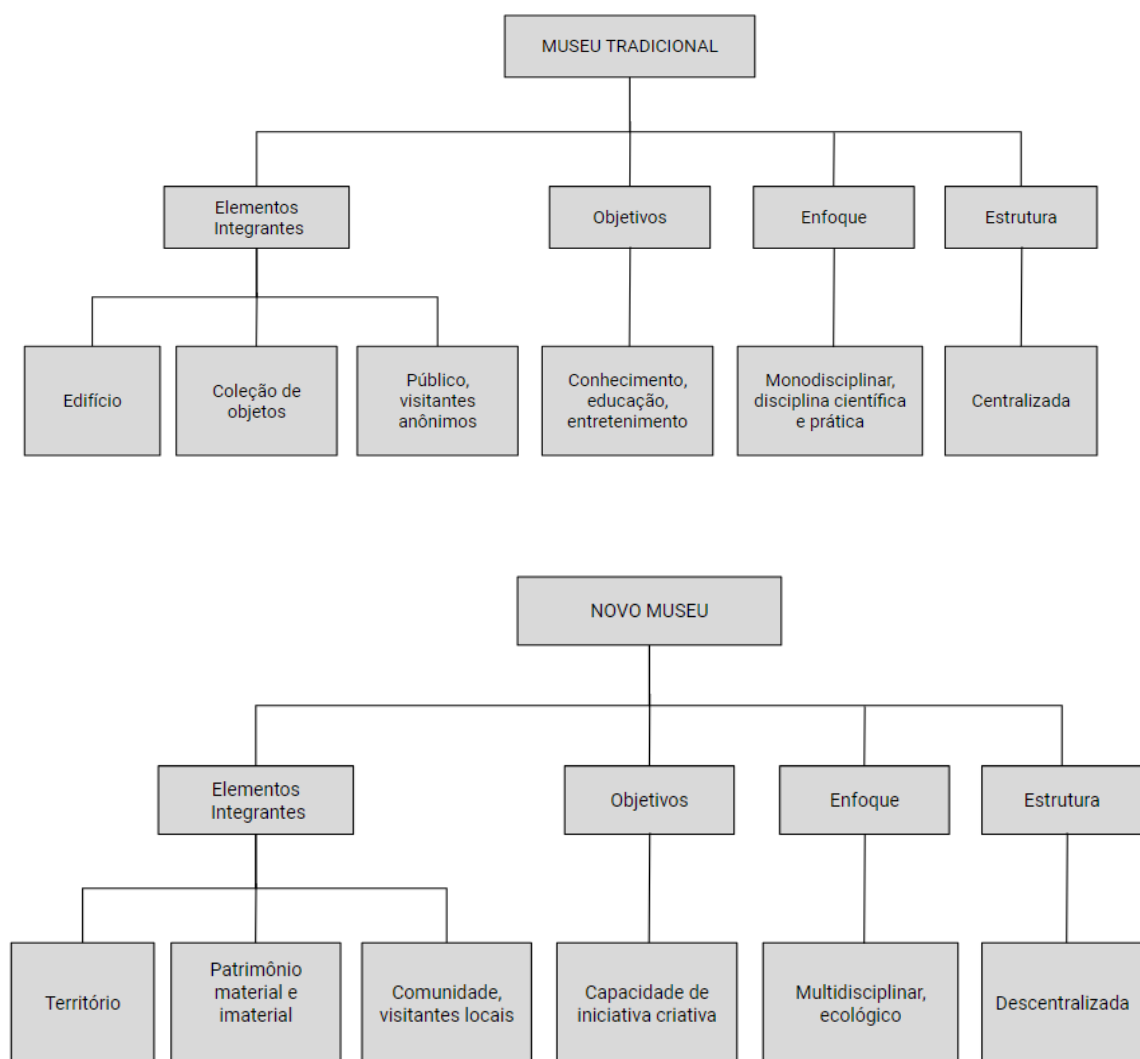 MUSEU TRADICIONAL
Elementos
Integrantes
Objetivos
Enfoque
Estrutura
Edifício
Coleção de
objetos
Público,
visitantes
anônimos
Conhecimento,
educação,
entretenimento
Monodisciplinar,
disciplina científica
e prática
Centralizada
NOVO MUSEU
Elementos
Integrantes
Objetivos
Enfoque
Estrutura
Território
Patrimônio
material e
imaterial
Comunidade,
visitantes locais
Capacidade de
iniciativa criativa
Multidisciplinar,
ecológico
Descentralizada